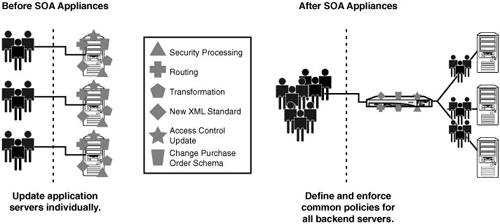 Before SOA Appliances
After SOA Appliances
Security Processing
Routing
Transformation
New XML Standard
Access Control
Update
Change Purchase
Order Schema
Update application
servers individually.
Define and enforce
common policies for
all backend servers.